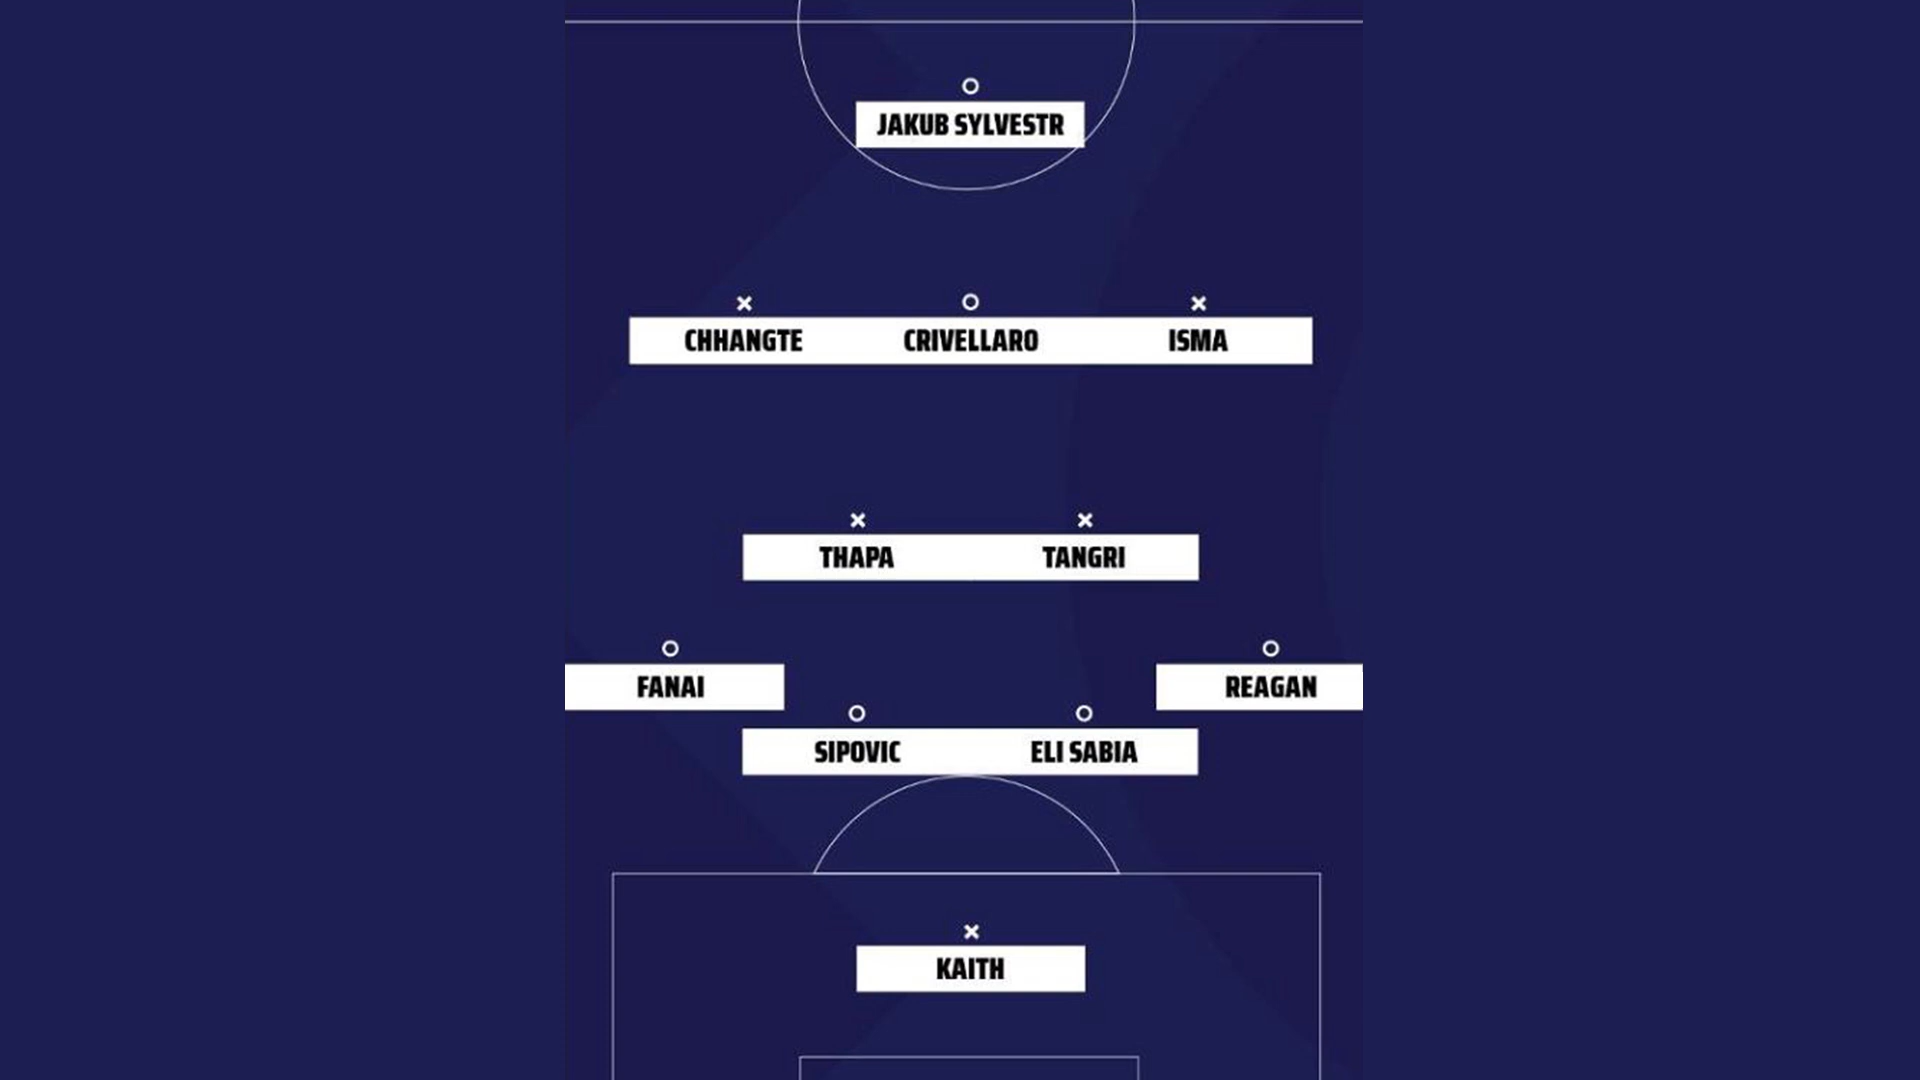 JAKUB SYLVESTR
CHHANGTE CRIVELLARO ISMA
THAPA TANGRI
FANAI REAGAN
SIPOVIC ELI SABIA
KAITH